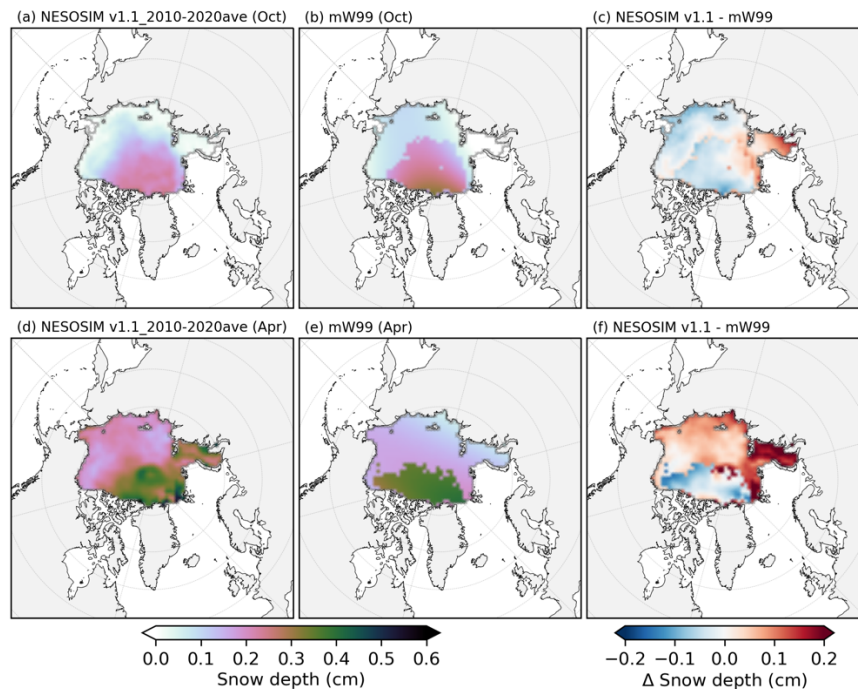 (a) NESOSIM v1.1_2010-2020ave (Oct)
(b) mW99 (Oct)
(c) NESOSIM v1.1 - mW99
(d) NESOSIM v1.1_2010-2020ave (Apr)
(e) mW99 (Apr)
(f) NESOSIM v1.1 - mW99
0.0 0.1 0.2 0.3 0.4 0.5 0.6
Snow depth (cm)
−0.2 −0.1 0.0 0.1 0.2
Δ Snow depth (cm)